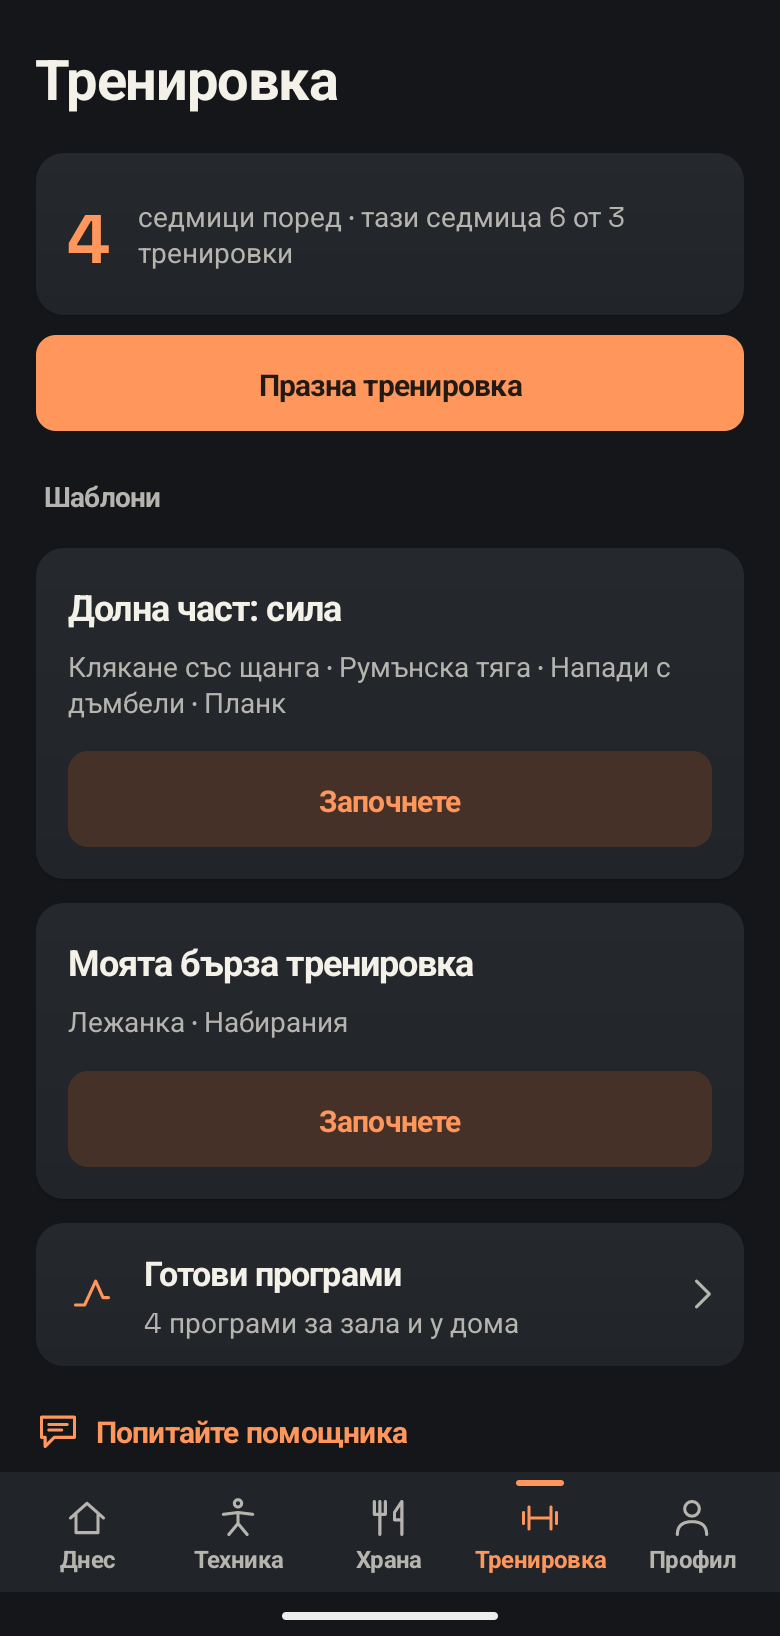 Тренировка
4
седмици поред · тази седмица 6 от 3
тренировки
Празна тренировка
Шаблони
Долна част: сила
Клякане със щанга · Румънска тяга · Напади с
дъмбели · Планк
Започнете
Моята бърза тренировка
Лежанка · Набирания
Започнете
Готови програми
4 програми за зала и у дома
Попитайте помощника
Днес
Техника
Храна
Тренировка
Профил